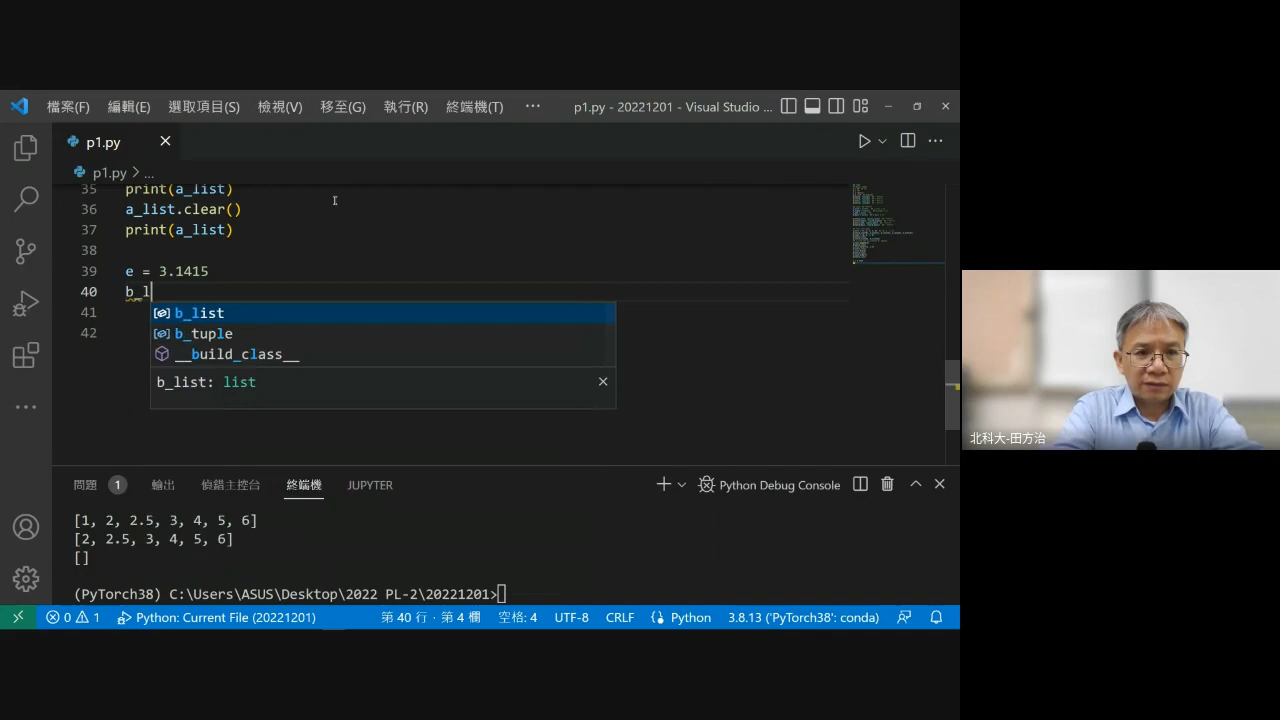 檔案(F) 編輯(E) 選取項目(S) 檢視(V) 移至(G) 執行(R) 終端機(T) ··· p1.py - 20221201 - Visual Studio ...
p1.py
p1.py > ...
35 print(a_list)
36 a_list.clear()
37 print(a_list)
38
39 e = 3.1415
40 b_l
41 b_list
42 b_tuple
__build_class__
b_list: list
北科大-田方治
問題 1 輸出 偵錯主控台 終端機 JUPYTER Python Debug Console
[1, 2, 2.5, 3, 4, 5, 6]
[2, 2.5, 3, 4, 5, 6]
[]
(PyTorch38) C:\Users\ASUS\Desktop\2022 PL-2\20221201>
0 1 Python: Current File (20221201) 第 40 行，第 4 欄 空格: 4 UTF-8 CRLF Python 3.8.13 ('PyTorch38': conda)